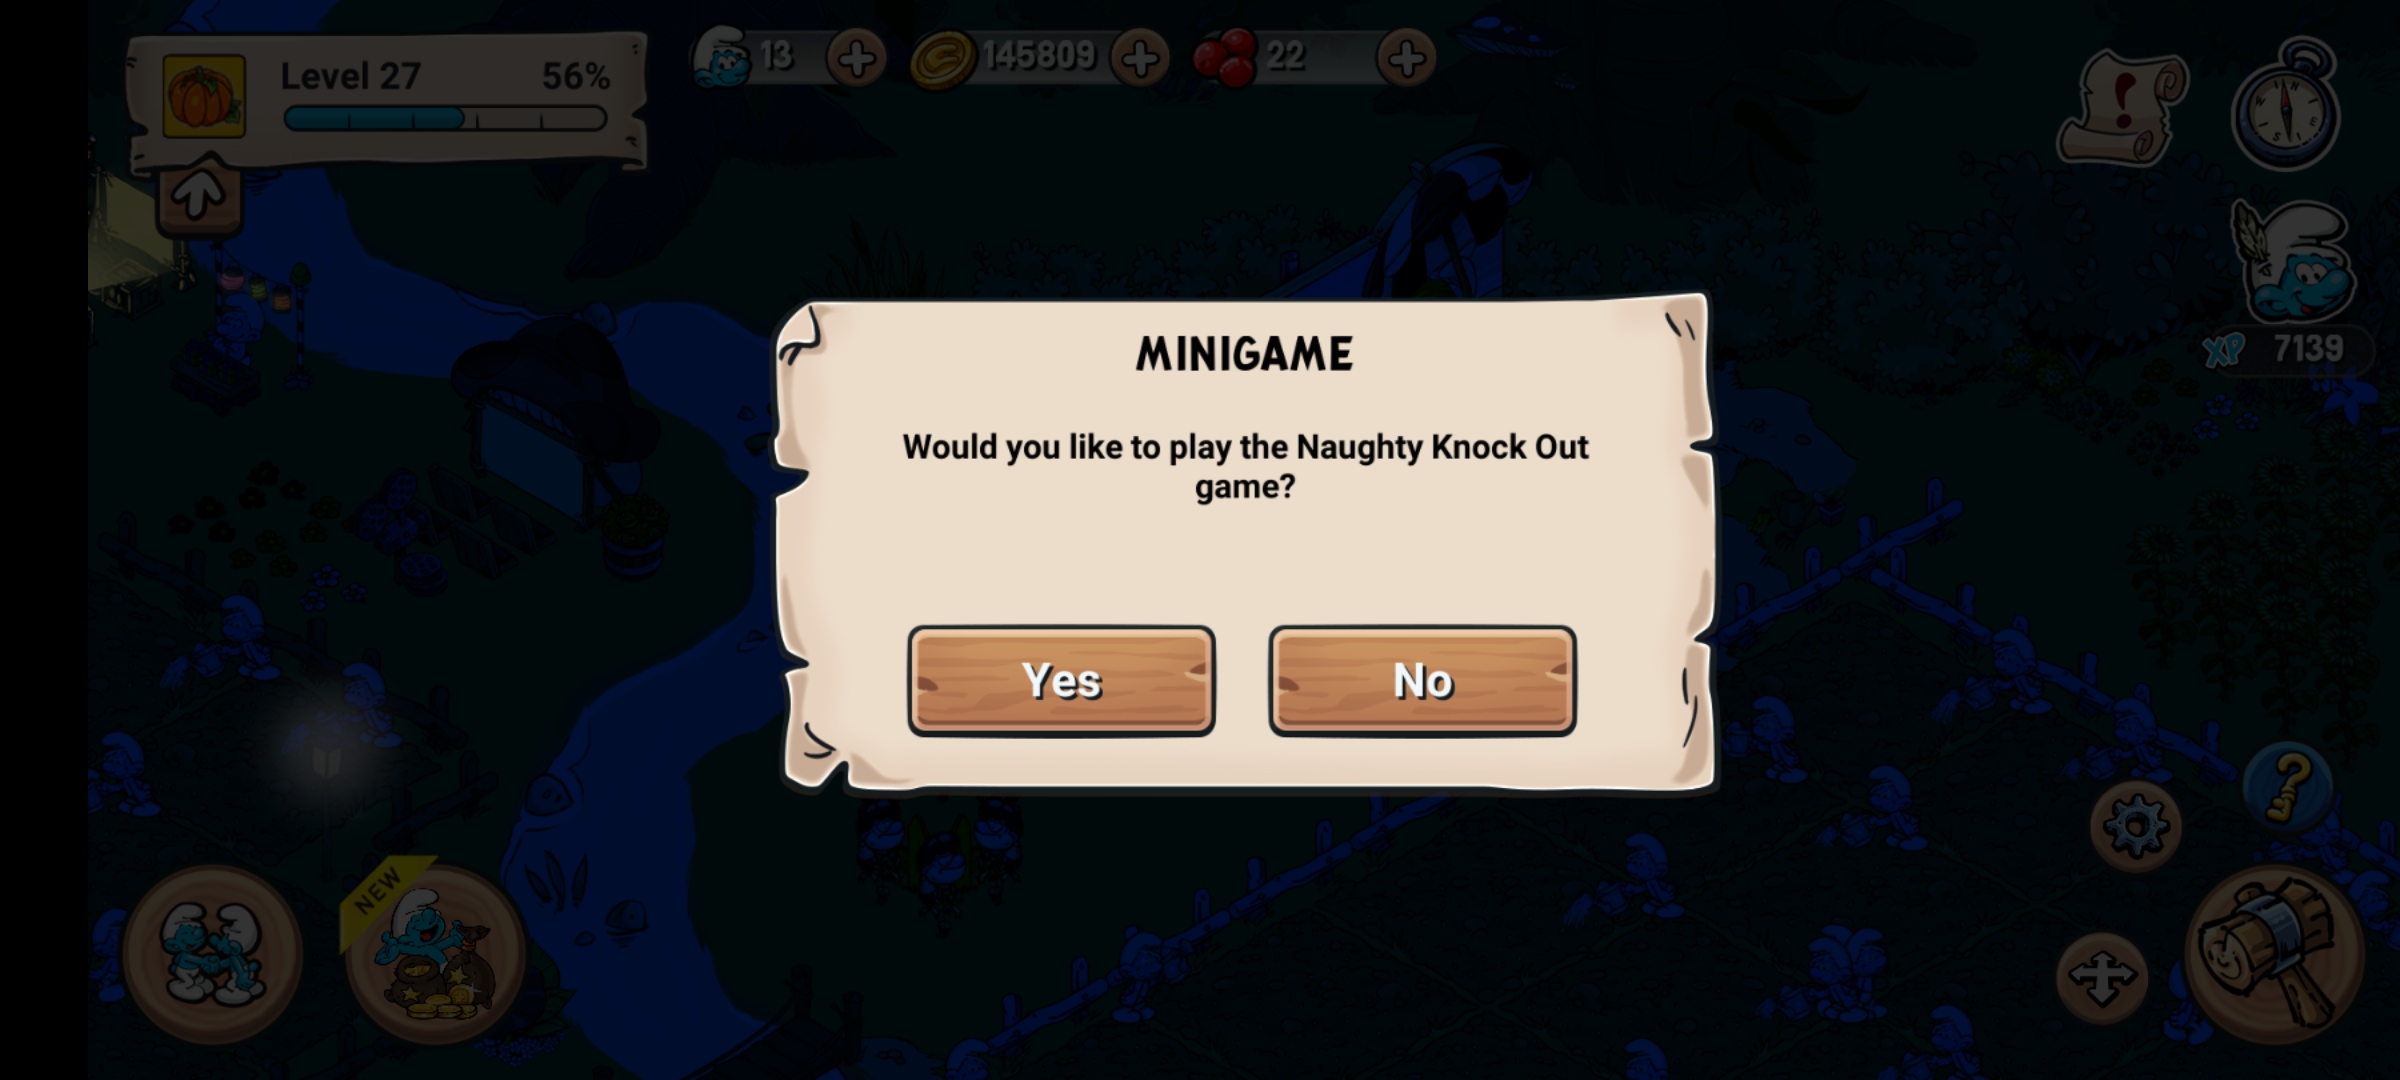 Level 27 56%
13
145809
22
XP 7139
MINIGAME
Would you like to play the Naughty Knock Out
game?
Yes
No
NEW